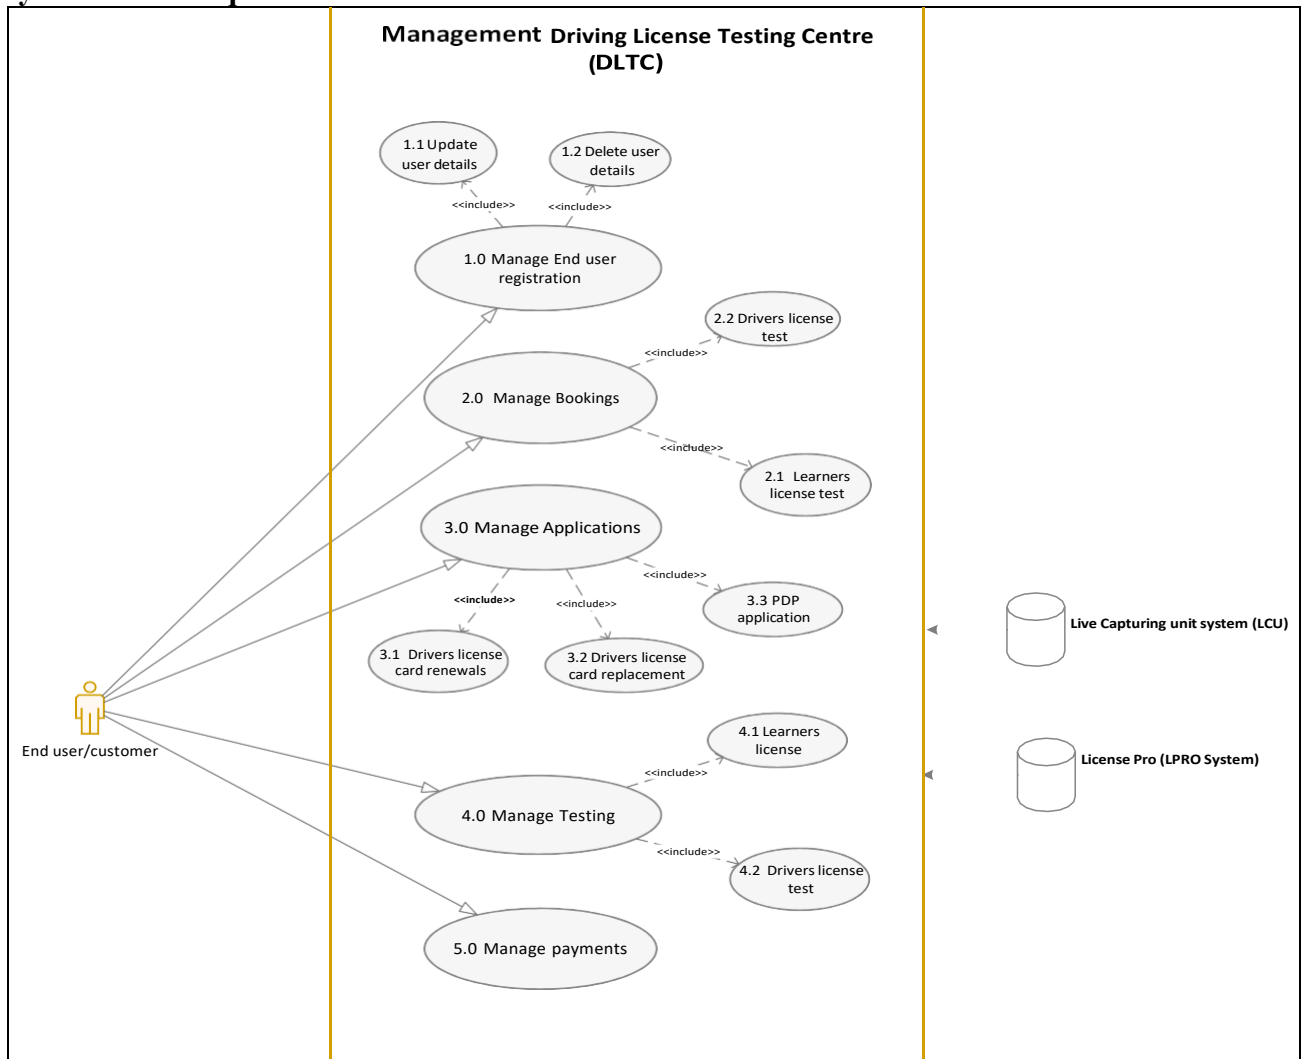 Management Driving License Testing Centre
(DLTC)
1.1 Update
user details
1.2 Delete user
details
<<include>>
<<include>>
1.0 Manage End user
registration
2.2 Drivers license
test
<<include>>
2.0 Manage Bookings
<<include>>
2.1 Learners
license test
3.0 Manage Applications
<<include>>
<<include>>
<<include>>
3.3 PDP
application
3.1 Drivers license
card renewals
3.2 Drivers license
card replacement
Live Capturing unit system (LCU)
End user/customer
4.1 Learners
license
<<include>>
License Pro (LPRO System)
4.0 Manage Testing
<<include>>
4.2 Drivers license
test
5.0 Manage payments